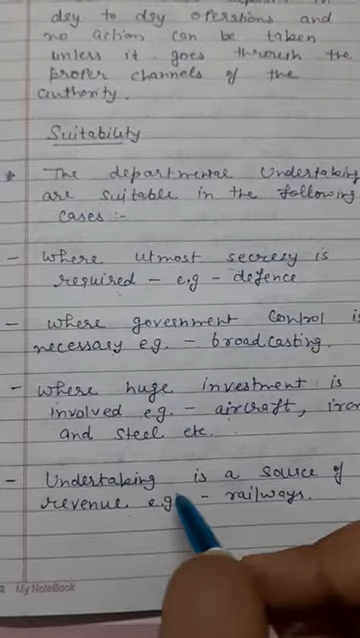 day to day operations and
no action can be taken
unless it goes through the
proper channels of the
authority.
Suitability
* The departmental Undertaking
are suitable in the following
cases :-
- where utmost secresy is
required - e.g - defence
- where government control is
necessary e.g. - broadcasting.
- where huge investment is
involved e.g. - aircraft, iron
and steel etc.
- Undertaking is a source of
revenue e.g. - railways.
My NoteBook